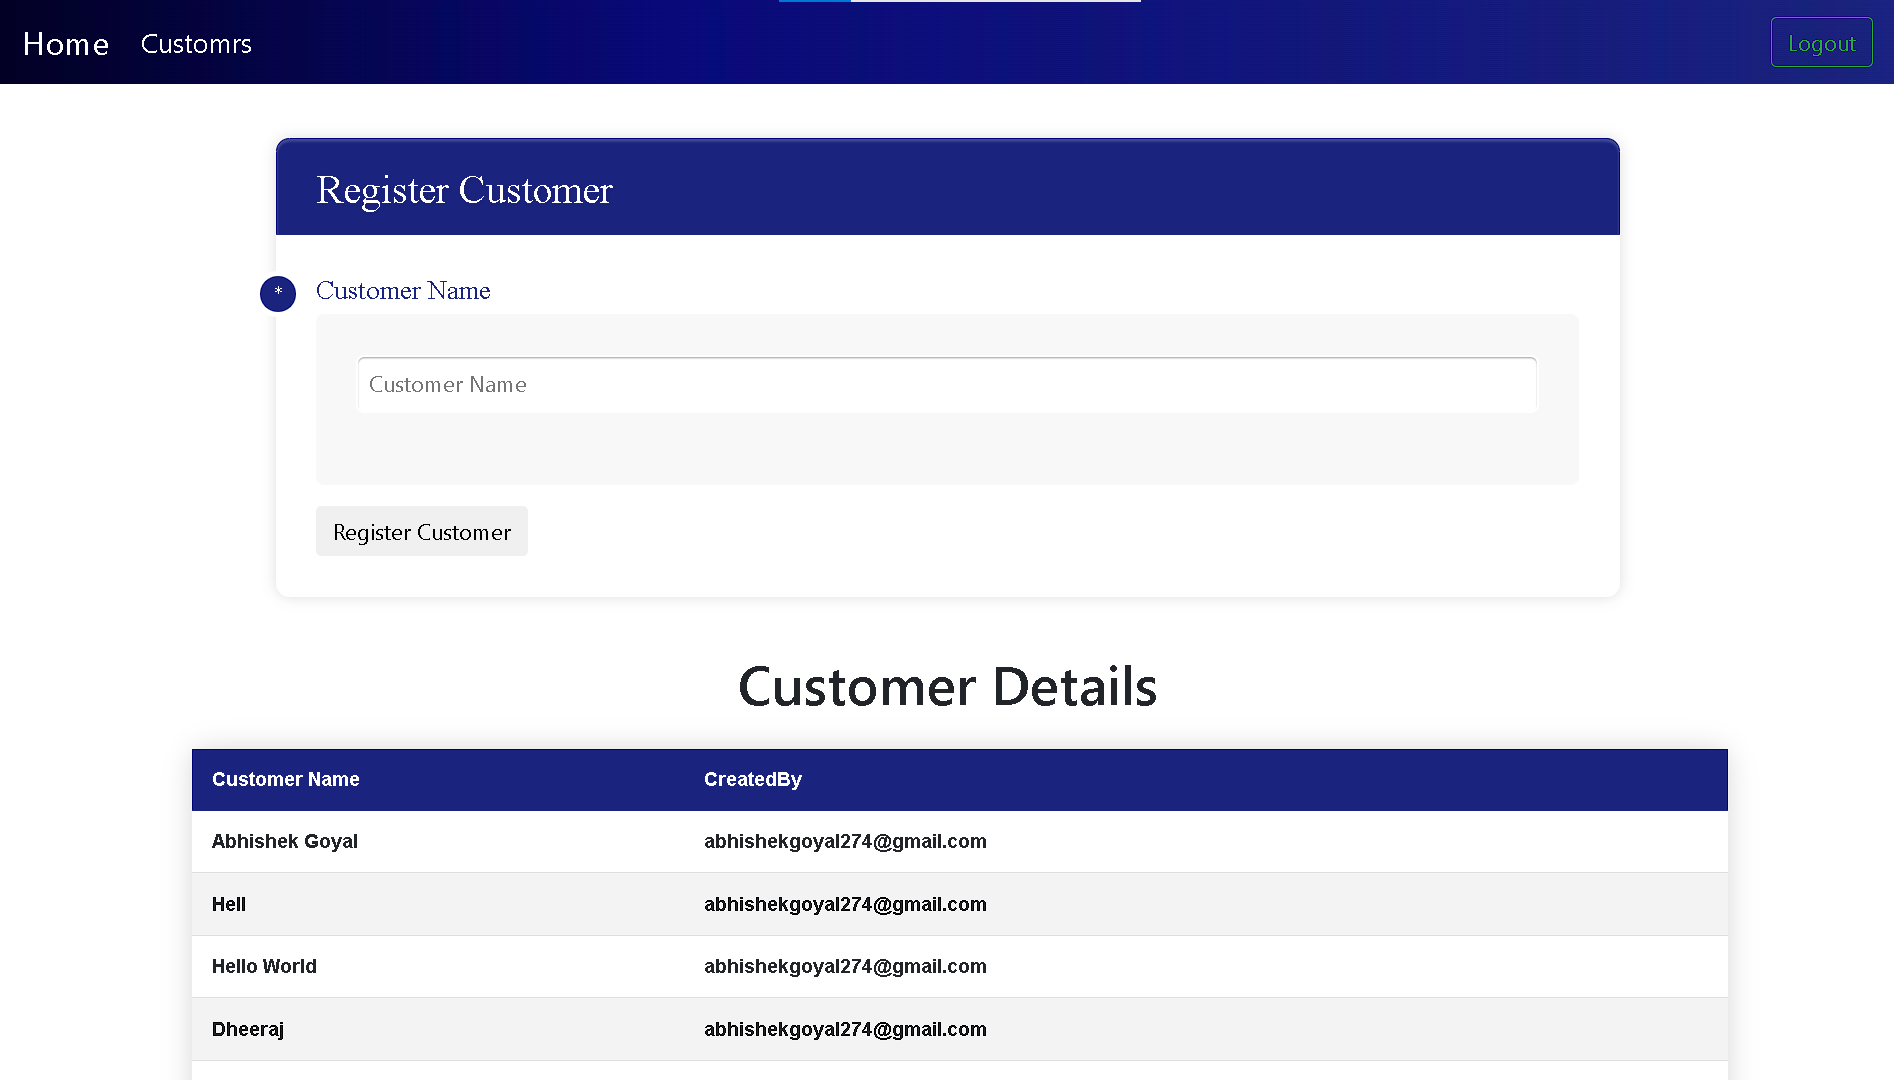 Home Customrs Logout
Register Customer
* Customer Name
Customer Name
Register Customer
Customer Details
Customer Name CreatedBy
Abhishek Goyal abhishekgoyal274@gmail.com
Hell abhishekgoyal274@gmail.com
Hello World abhishekgoyal274@gmail.com
Dheeraj abhishekgoyal274@gmail.com